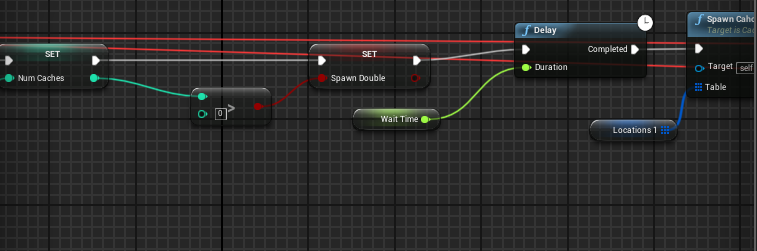 SET
Num Caches
0
>
SET
Spawn Double
Wait Time
Delay
Completed
Duration
Locations 1
Spawn Cach
Target is Cac
Target self
Table